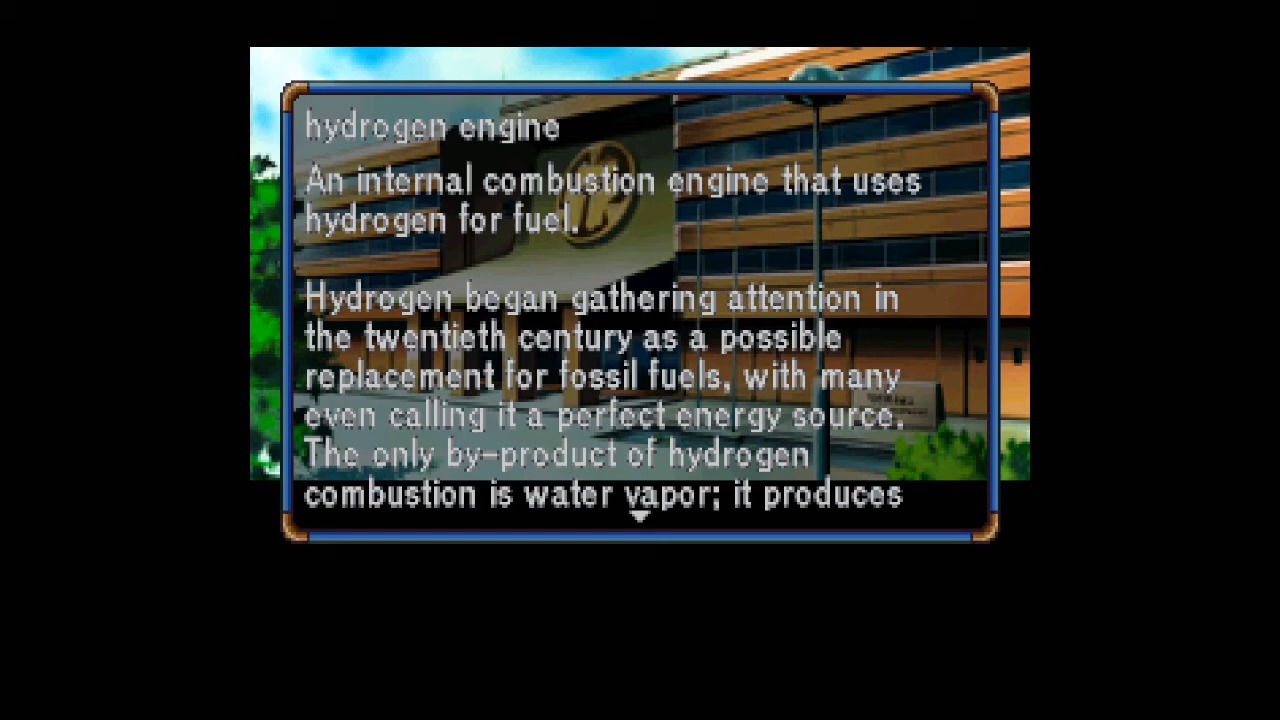 hydrogen engine
An internal combustion engine that uses
hydrogen for fuel.
Hydrogen began gathering attention in
the twentieth century as a possible
replacement for fossil fuels, with many
even calling it a perfect energy source.
The only by-product of hydrogen
combustion is water vapor; it produces